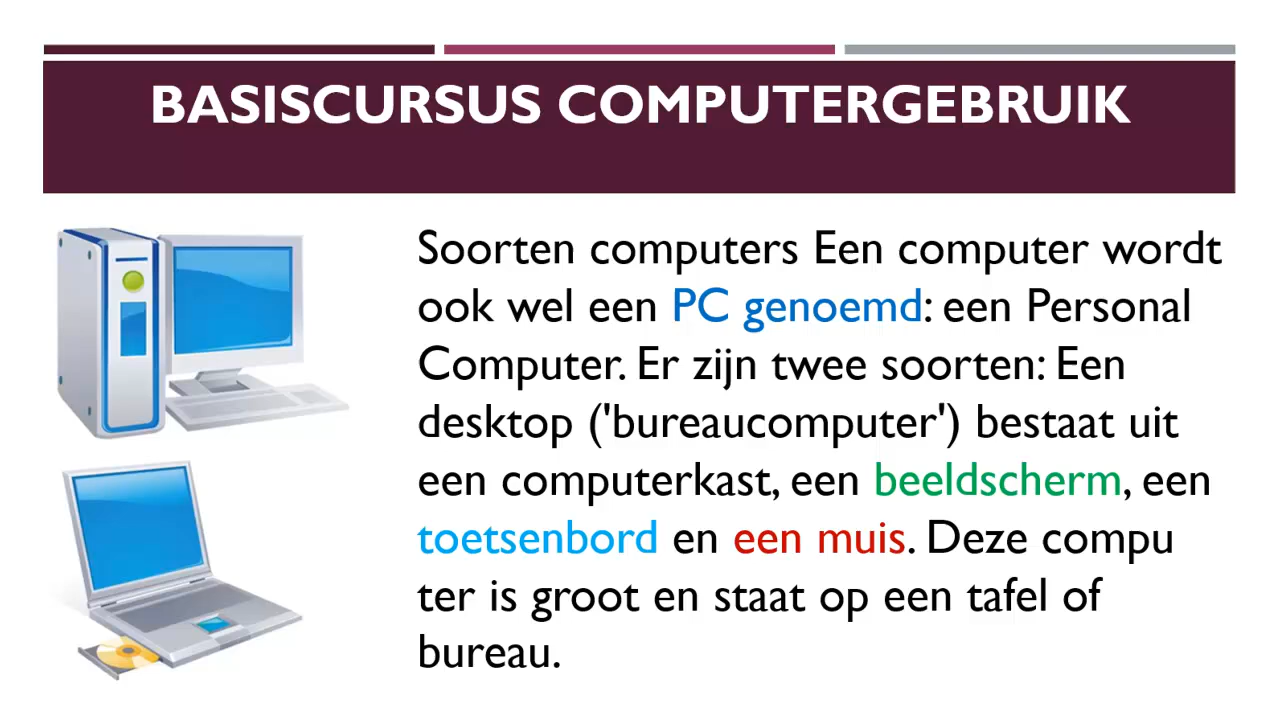 BASISCURSUS COMPUTERGEBRUIK
Soorten computers Een computer wordt
ook wel een PC genoemd: een Personal
Computer. Er zijn twee soorten: Een
desktop ('bureaucomputer') bestaat uit
een computerkast, een beeldscherm, een
toetsenbord en een muis. Deze compu
ter is groot en staat op een tafel of
bureau.